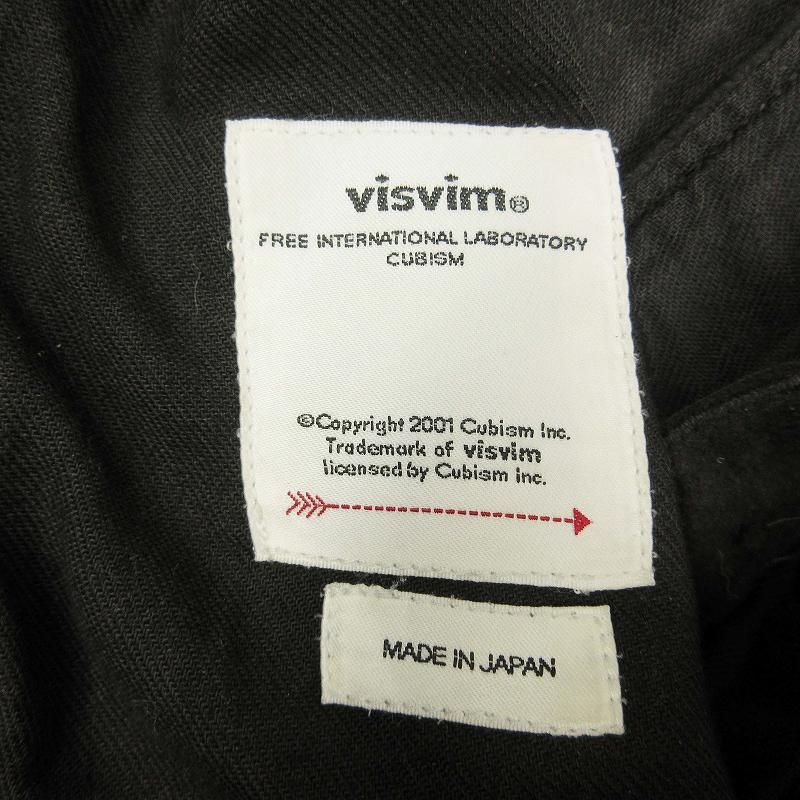 visvim®
FREE INTERNATIONAL LABORATORY
CUBISM
©Copyright 2001 Cubism Inc.
Trademark of visvim
licensed by Cubism Inc.
MADE IN JAPAN